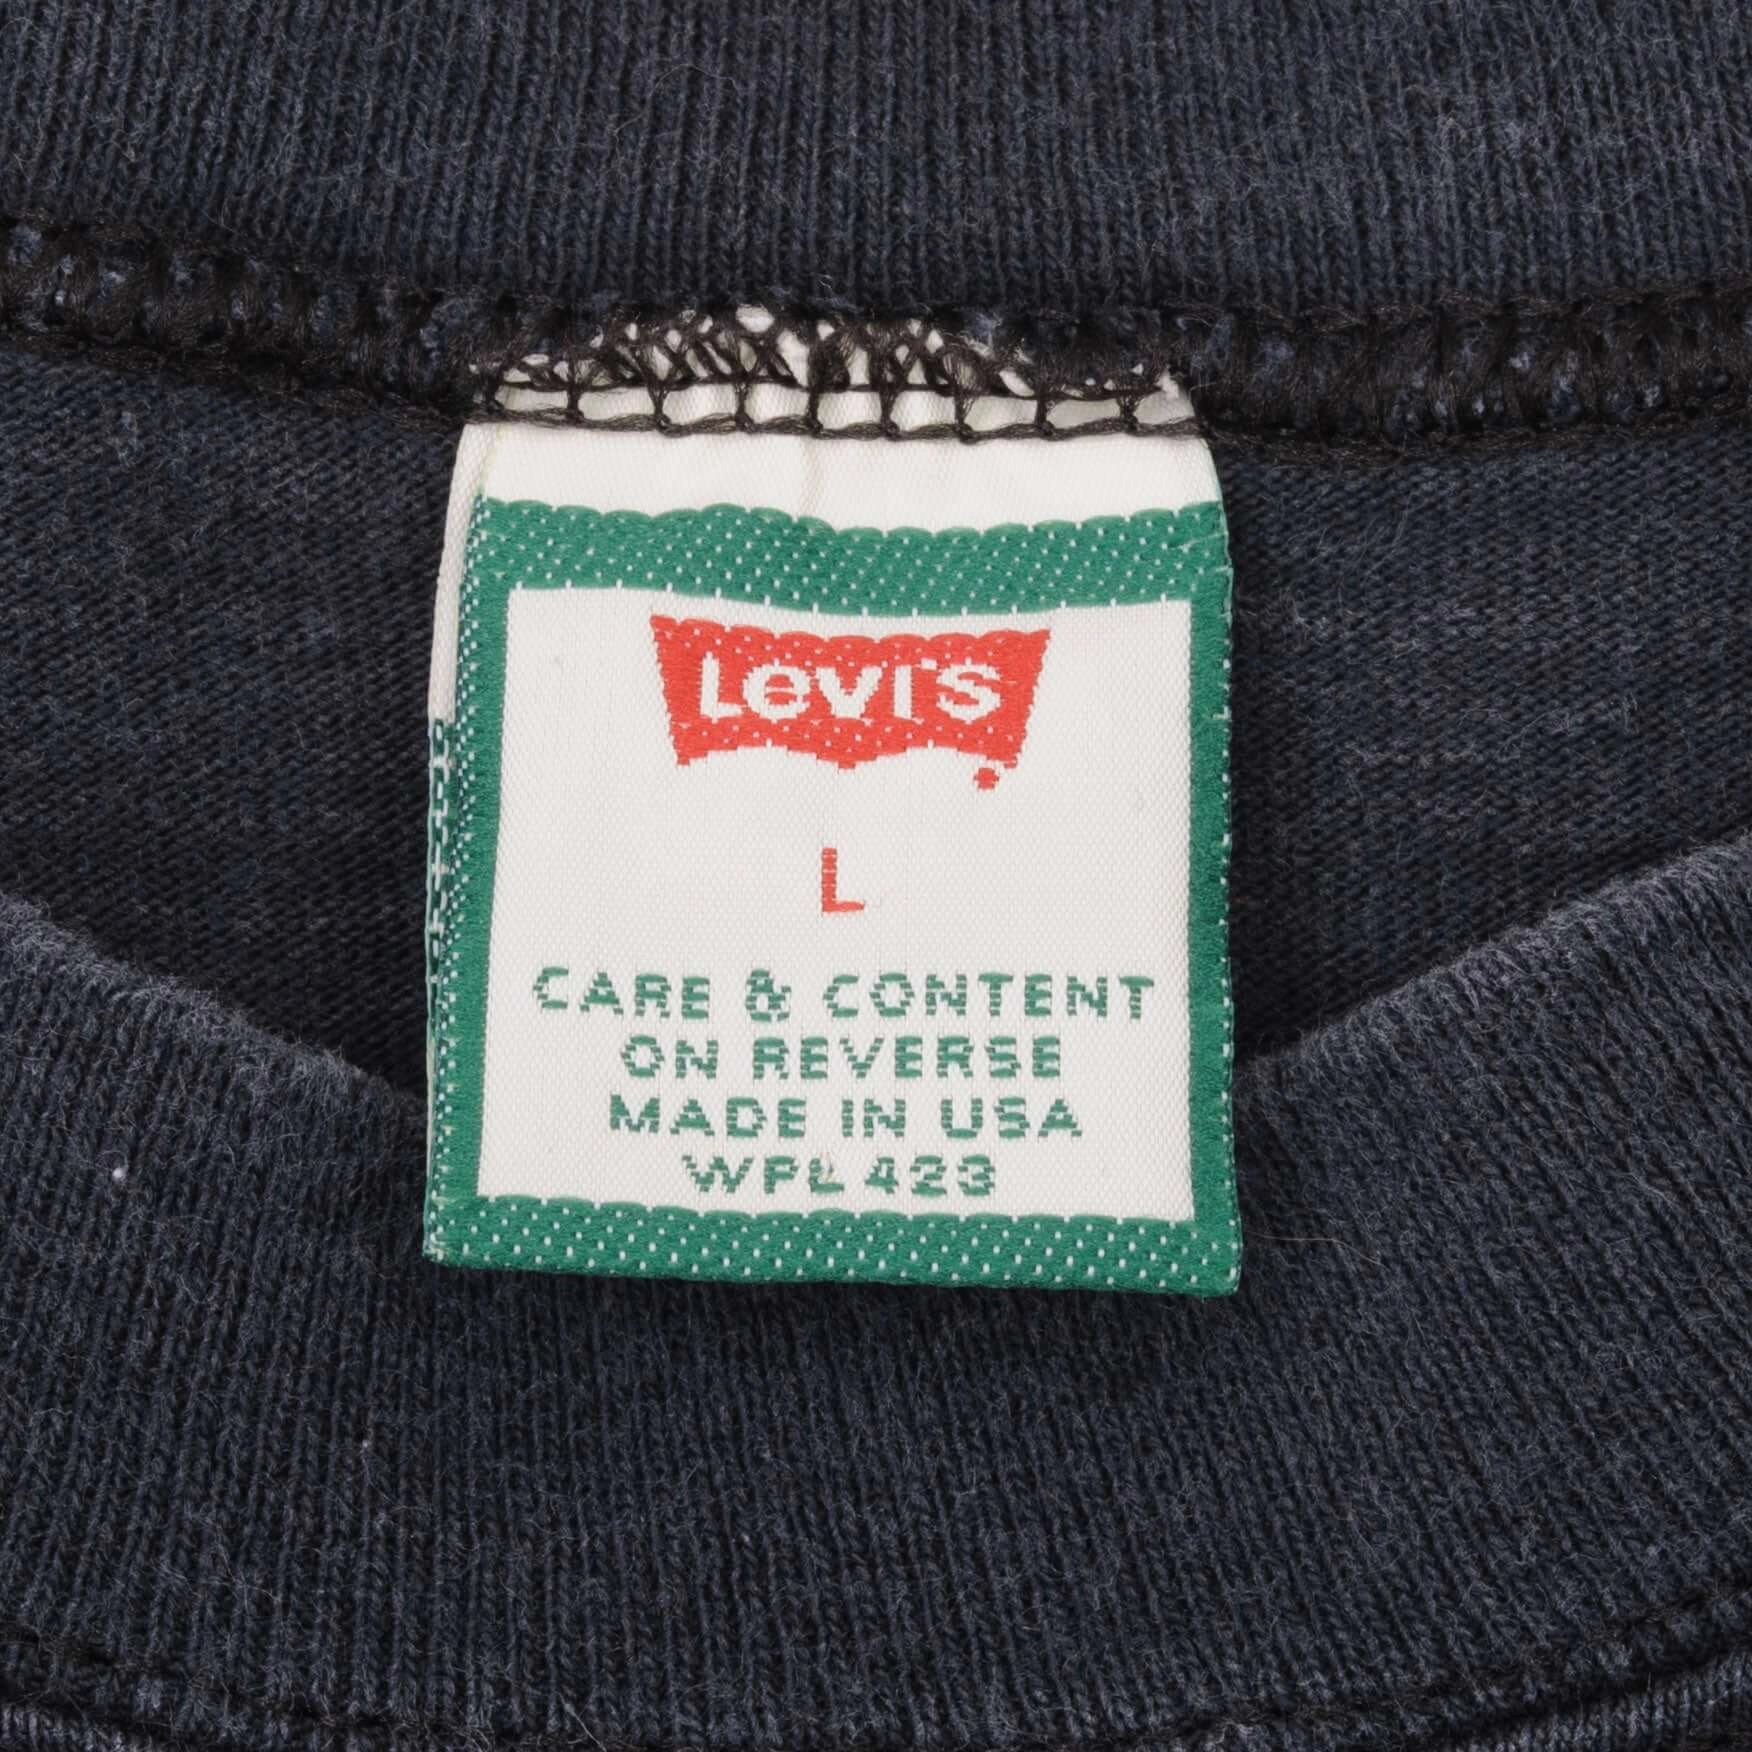 Levi's
L
CARE & CONTENT
ON REVERSE
MADE IN USA
WPL 423